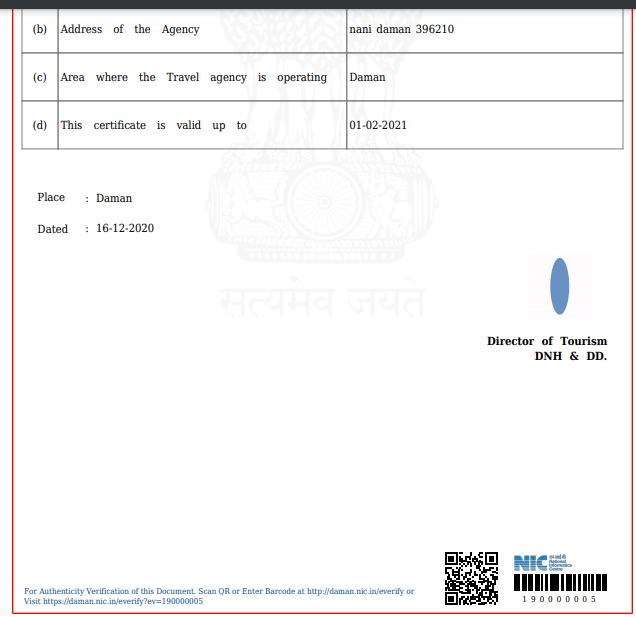 (b) Address of the Agency nani daman 396210
(c) Area where the Travel agency is operating Daman
(d) This certificate is valid up to 01-02-2021
Place : Daman
Dated : 16-12-2020
सत्यमेव जयते
Director of Tourism
DNH & DD.
NIC एन आई सी
National
Informatics
Centre
190000005
For Authenticity Verification of this Document. Scan QR or Enter Barcode at http://daman.nic.in/everify or
Visit https://daman.nic.in/everify?ev=190000005